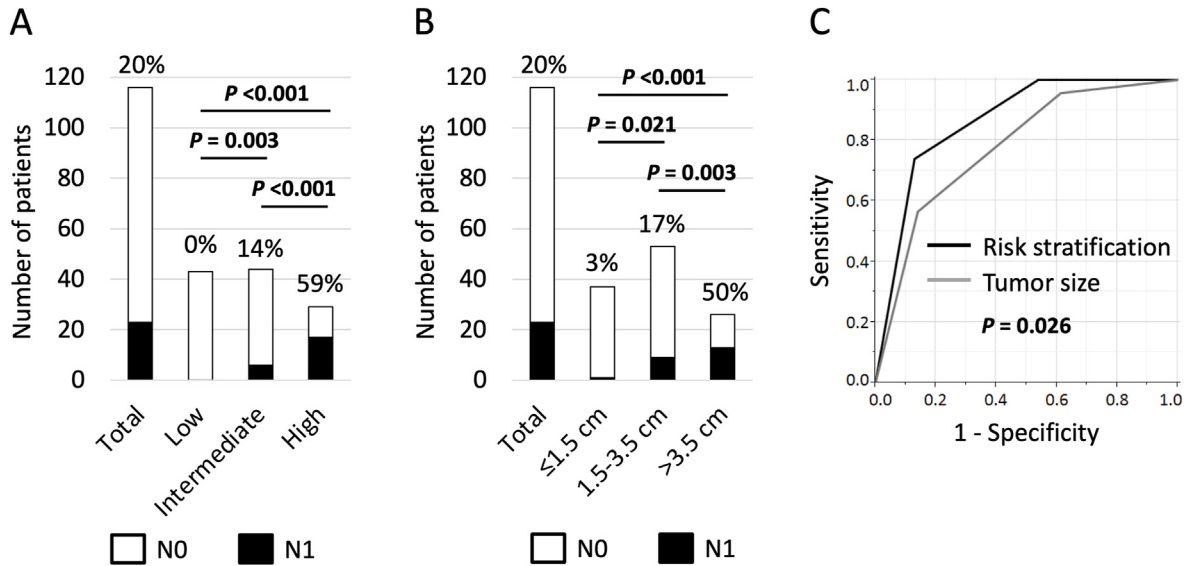 A
Number of patients
120
100
80
60
40
20
0
20%
P <0.001
P = 0.003
P <0.001
0%
14%
59%
Total
Low
Intermediate
High
N0
N1
B
Number of patients
120
100
80
60
40
20
0
20%
P <0.001
P = 0.021
P = 0.003
3%
17%
50%
Total
≤1.5 cm
1.5-3.5 cm
>3.5 cm
N0
N1
C
Sensitivity
1.0
0.8
0.6
0.4
0.2
0.0
Risk stratification
Tumor size
P = 0.026
0.0 0.2 0.4 0.6 0.8 1.0
1 - Specificity